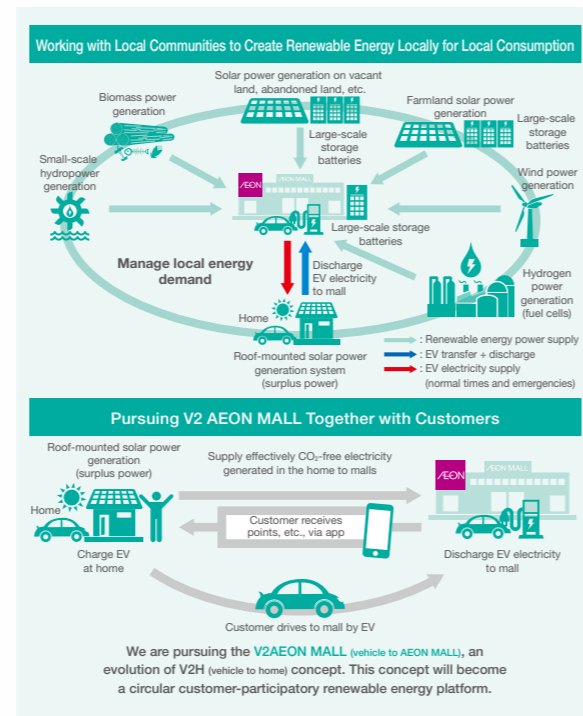 Working with Local Communities to Create Renewable Energy Locally for Local Consumption
Solar power generation on vacant
land, abandoned land, etc.
Biomass power
generation
Farmland solar power
generation
Large-scale
storage
batteries
Large-scale
storage
batteries
Small-scale
hydropower
generation
Wind power
generation
ÆON
ÆON MALL
Large-scale storage
batteries
Manage local energy
demand
Discharge
EV electricity
to mall
Hydrogen
power
generation
(fuel cells)
Home
Roof-mounted solar power
generation system
(surplus power)
: Renewable energy power supply
: EV transfer + discharge
: EV electricity supply
(normal times and emergencies)
Pursuing V2 AEON MALL Together with Customers
Roof-mounted solar power
generation
(surplus power)
Supply effectively CO₂-free electricity
generated in the home to malls
ÆON
ÆON MALL
Home
Customer receives
points, etc., via app
Charge EV
at home
Discharge EV electricity
to mall
Customer drives to mall by EV
We are pursuing the V2AEON MALL (vehicle to AEON MALL), an
evolution of V2H (vehicle to home) concept. This concept will become
a circular customer-participatory renewable energy platform.